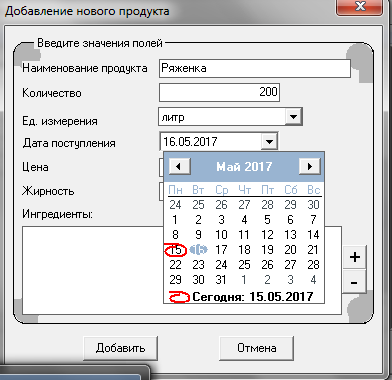 Добавление нового продукта
Введите значения полей
Наименование продукта Ряженка
Количество 200
Ед. измерения литр
Дата поступления 16.05.2017
Цена
Жирность
Ингредиенты:
Май 2017
Пн Вт Ср Чт Пт Сб Вс
24 25 26 27 28 29 30
1 2 3 4 5 6 7
8 9 10 11 12 13 14
15 16 17 18 19 20 21
22 23 24 25 26 27 28
29 30 31 1 2 3 4
Сегодня: 15.05.2017
+
-
Добавить Отмена